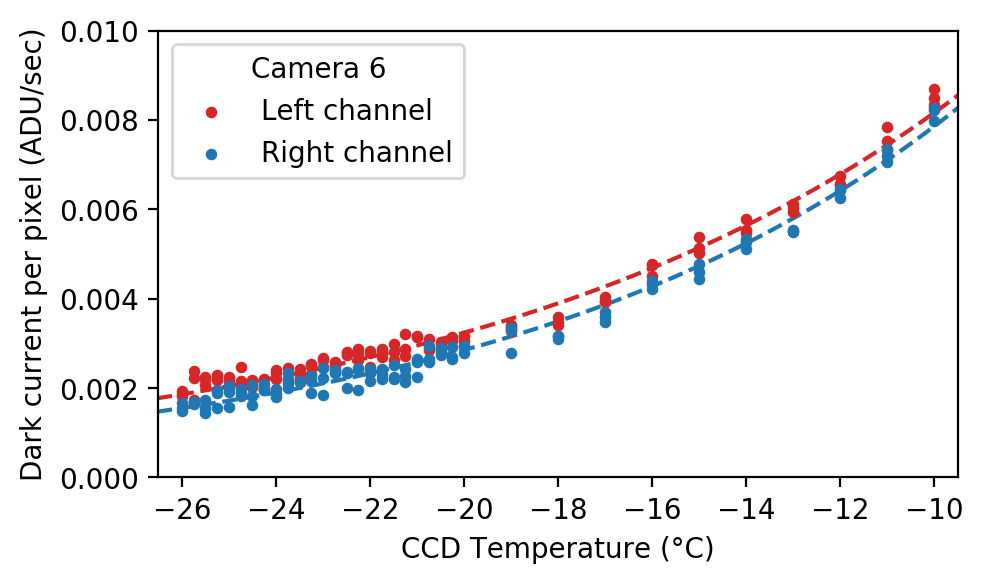 0.010
0.008
0.006
0.004
0.002
0.000
Dark current per pixel (ADU/sec)
Camera 6
Left channel
Right channel
−26 −24 −22 −20 −18 −16 −14 −12 −10
CCD Temperature (°C)